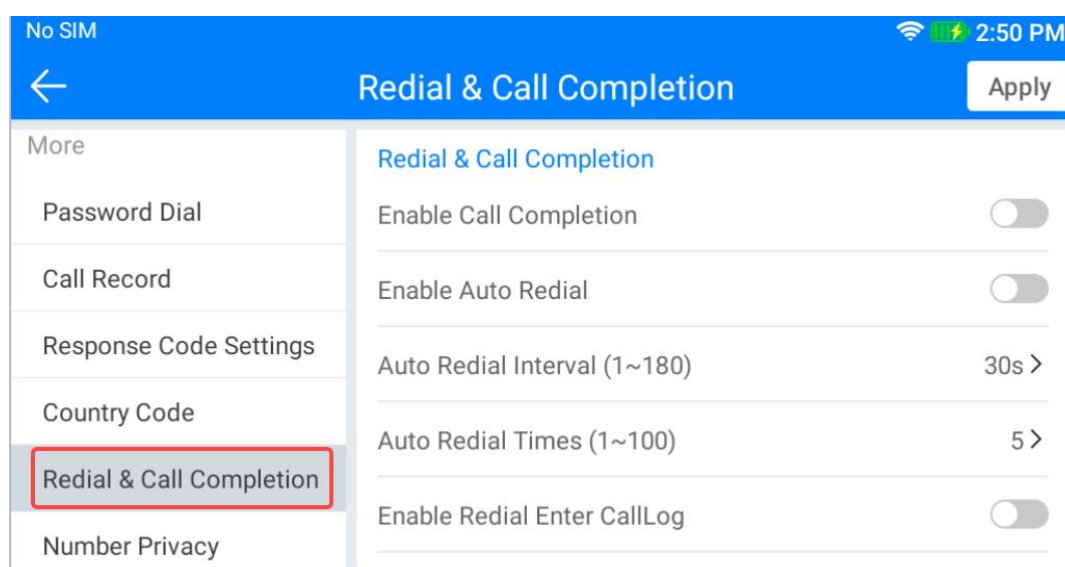 No SIM
2:50 PM
Redial & Call Completion
Apply
More
Password Dial
Call Record
Response Code Settings
Country Code
Redial & Call Completion
Number Privacy
Redial & Call Completion
Enable Call Completion
Enable Auto Redial
Auto Redial Interval (1~180)
30s
Auto Redial Times (1~100)
5
Enable Redial Enter CallLog